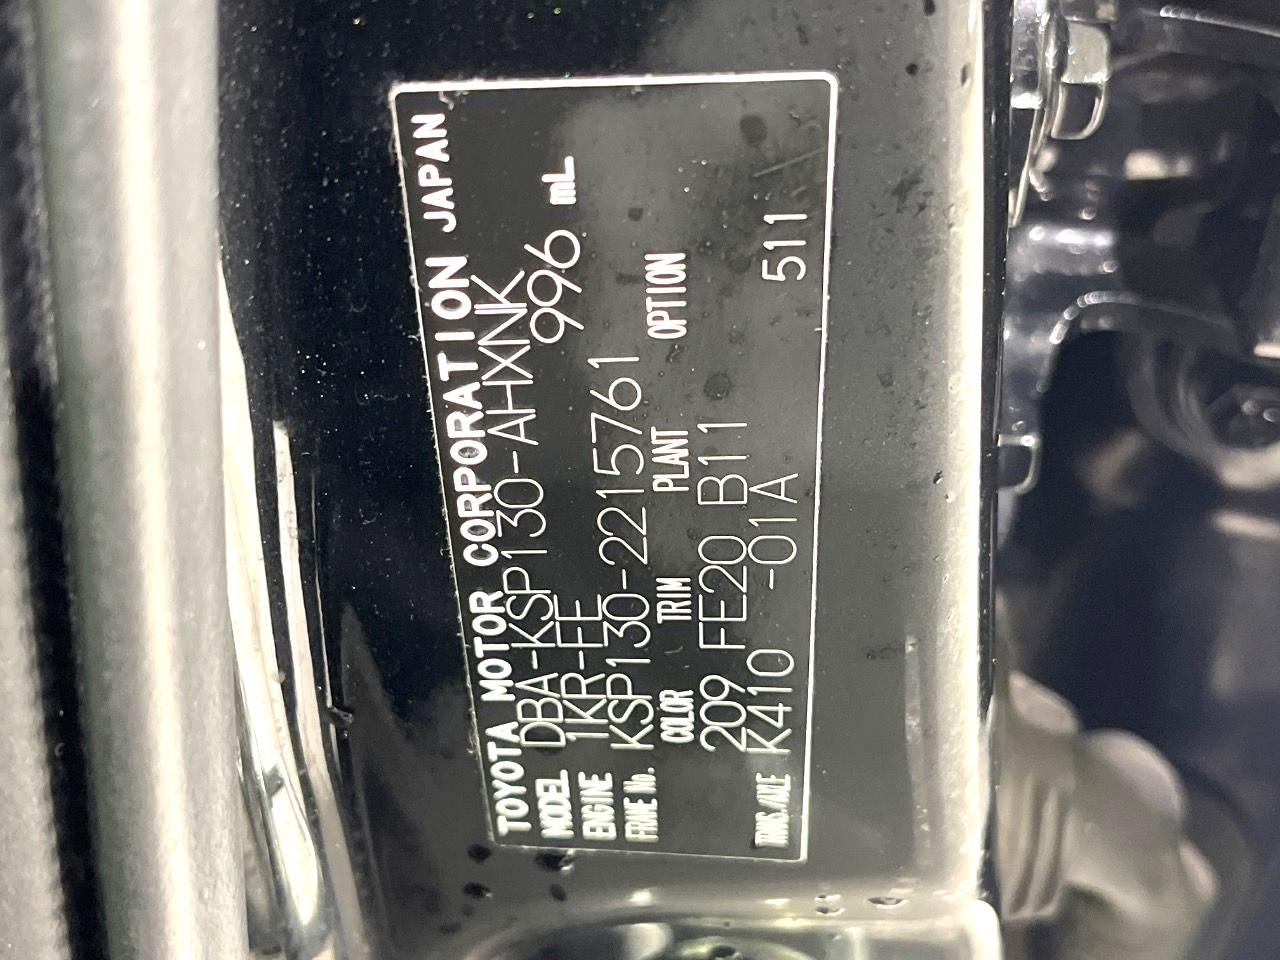 TOYOTA MOTOR CORPORATION JAPAN
MODEL DBA-KSP130-AHXNK
ENGINE 1KR-FE 996 mL
FRAME No. KSP130-2215761
COLOR TRIM PLANT OPTION
209 FE20 B11
TRANS./AXLE K410 -01A 511